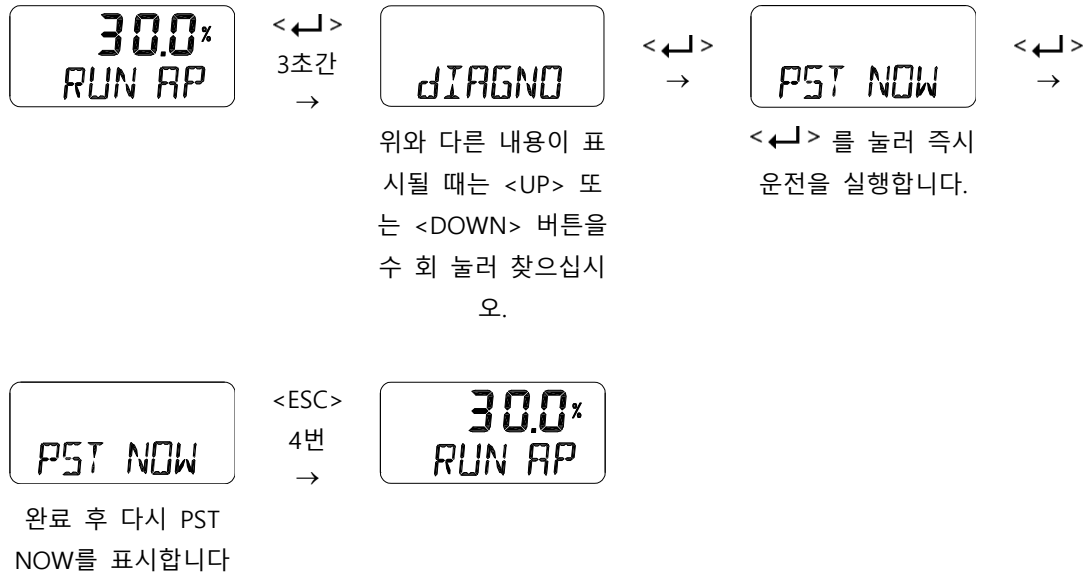 30.0%
RUN AP
<↵>
3초간
→
dIAGNO
위와 다른 내용이 표
시될 때는 <UP> 또
는 <DOWN> 버튼을
수 회 눌러 찾으십시
오.
<↵>
→
PST NOW
<↵> 를 눌러 즉시
운전을 실행합니다.
<↵>
→
PST NOW
완료 후 다시 PST
NOW를 표시합니다
<ESC>
4번
→
30.0%
RUN AP